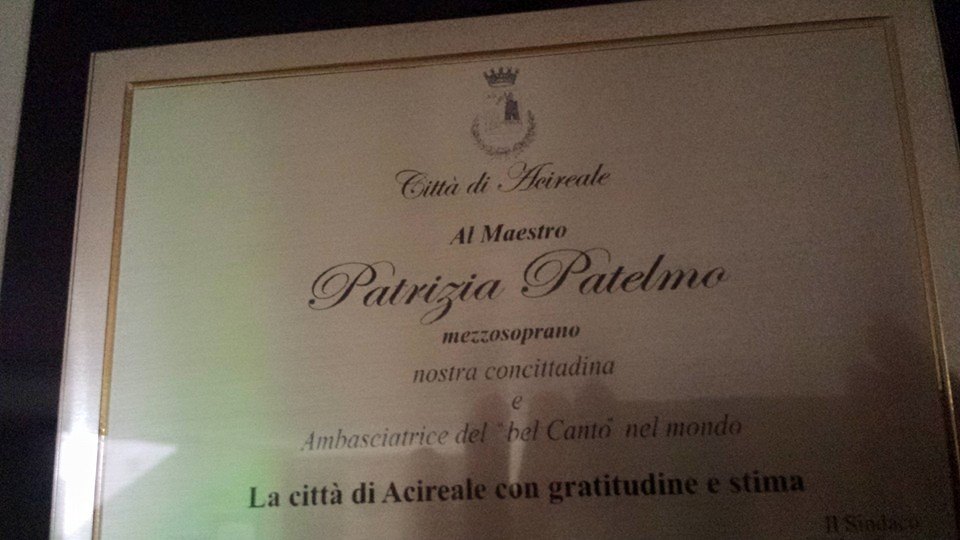 Città di Acireale
Al Maestro
Patrizia Patelmo
mezzosoprano
nostra concittadina
e
Ambasciatrice del "bel Canto" nel mondo
La città di Acireale con gratitudine e stima
Il Sindaco